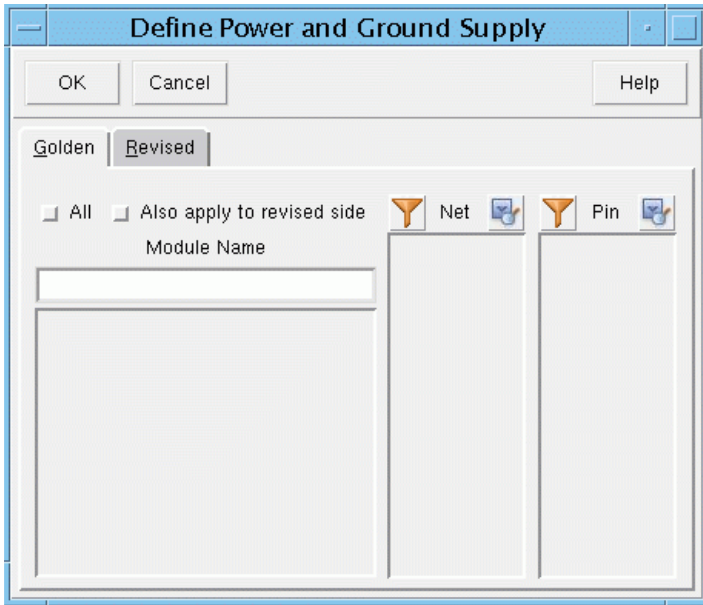 Define Power and Ground Supply
OK Cancel Help
Golden Revised
All Also apply to revised side Net Pin
Module Name